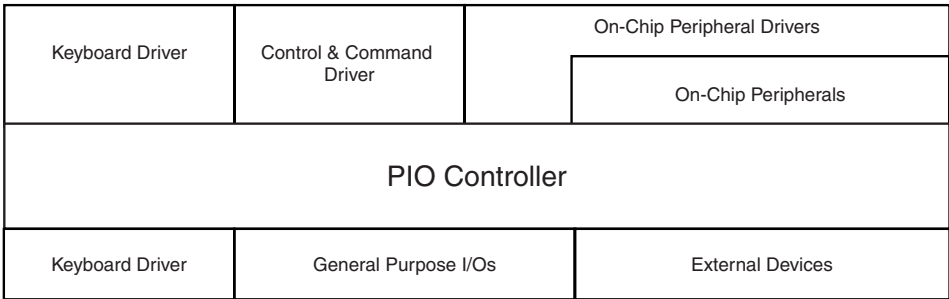 Keyboard Driver
Control & Command
Driver
On-Chip Peripheral Drivers
On-Chip Peripherals
PIO Controller
Keyboard Driver
General Purpose I/Os
External Devices